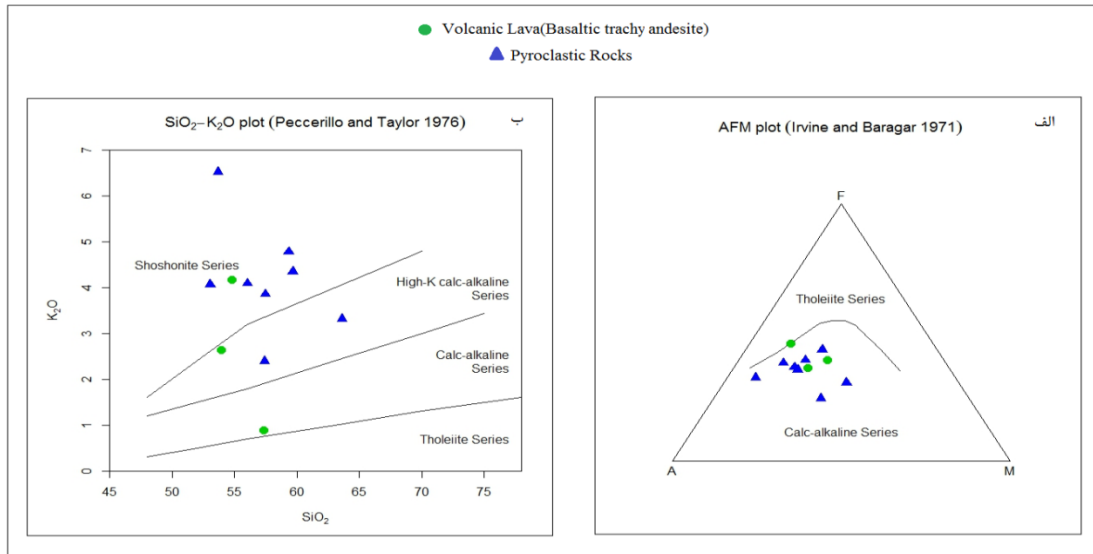 Volcanic Lava(Basaltic trachy andesite)
Pyroclastic Rocks
SiO₂−K₂O plot (Peccerillo and Taylor 1976)
ب
K₂O
7
6
5
4
3
2
1
0
Shoshonite Series
High-K calc-alkaline
Series
Calc-alkaline
Series
Tholeiite Series
45 50 55 60 65 70 75
SiO₂
AFM plot (Irvine and Baragar 1971)
الف
F
Tholeiite Series
Calc-alkaline Series
A
M